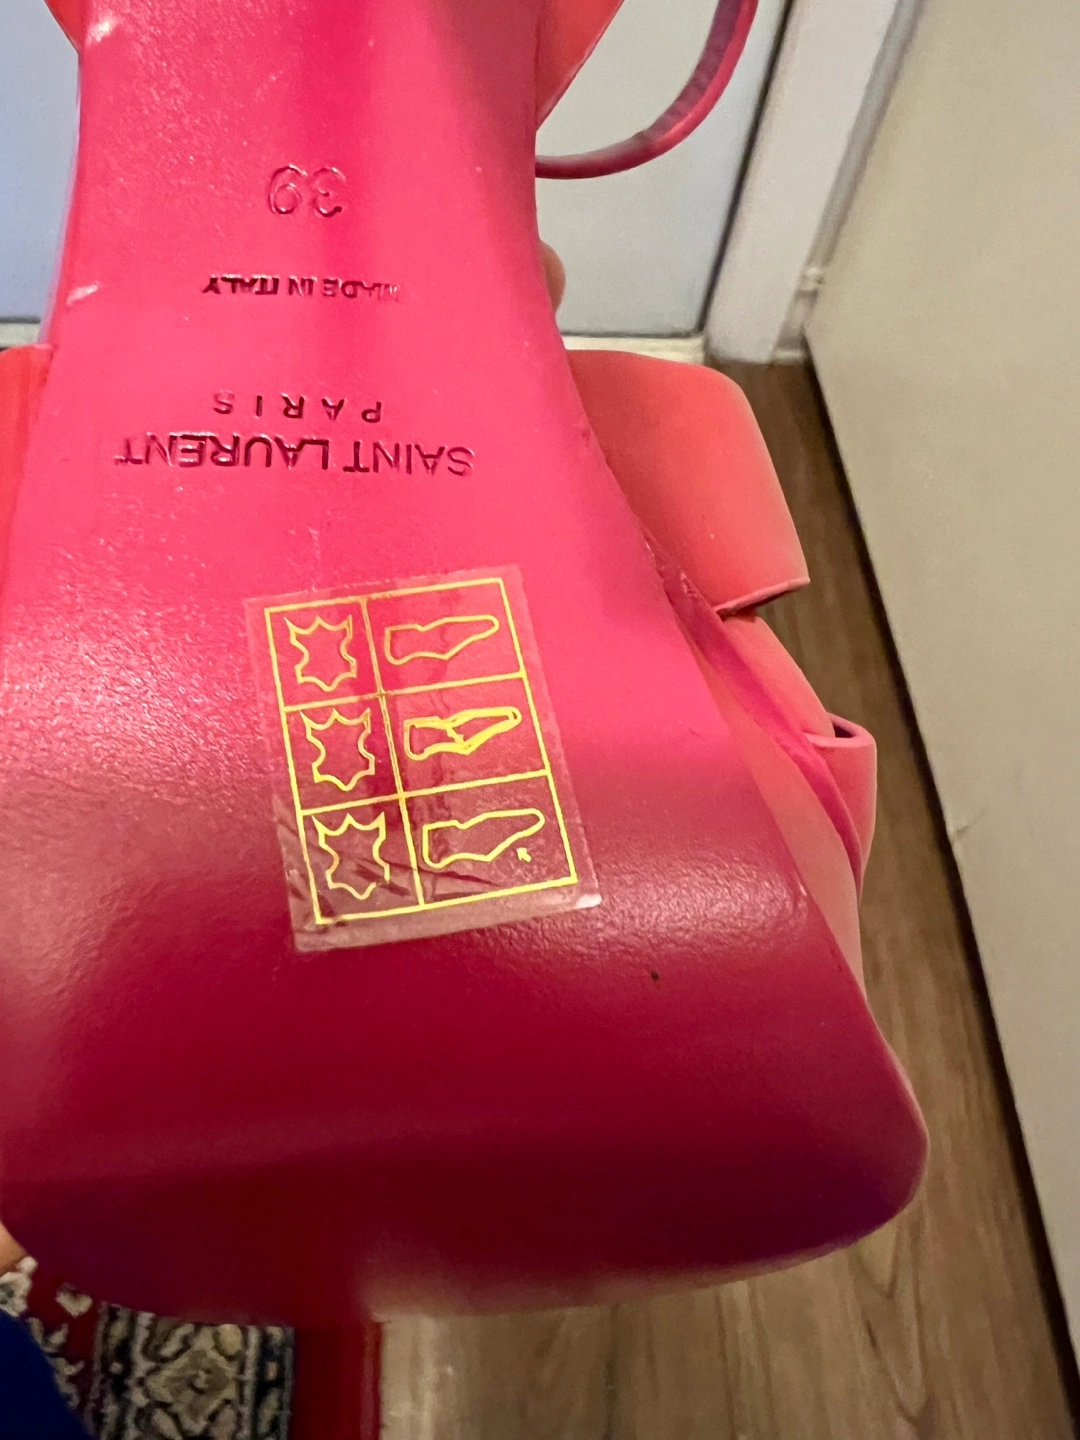 SAINT LAURENT
PARIS
MADE IN ITALY
39